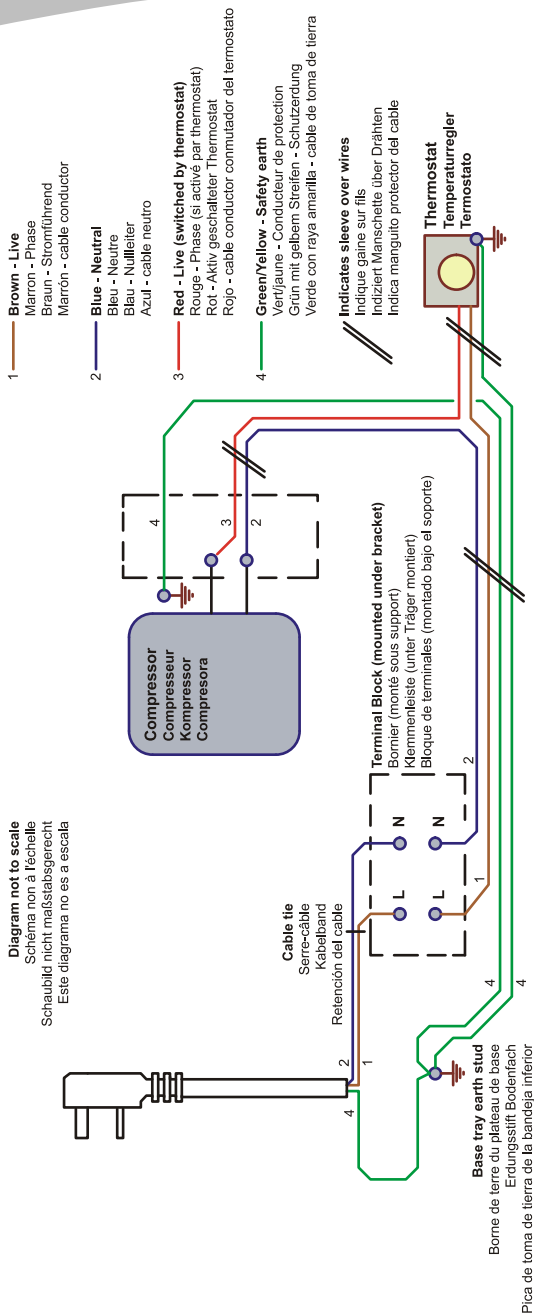 Diagram not to scale
Schéma non à l'échelle
Schaubild nicht maßstabsgerecht
Este diagrama no es a escala
1
Brown - Live
Marron - Phase
Braun - Stromführend
Marrón - cable conductor
2
Blue - Neutral
Bleu - Neutre
Blau - Nullleiter
Azul - cable neutro
3
Red - Live (switched by thermostat)
Rouge - Phase (si activé par thermostat)
Rot - Aktiv geschalteter Thermostat
Rojo - cable conductor conmutador del termostato
4
Green/Yellow - Safety earth
Vert/jaune - Conducteur de protection
Grün mit gelbem Streifen - Schutzerdung
Verde con raya amarilla - cable de toma de tierra
Indicates sleeve over wires
Indique gaine sur fils
Indiziert Manschette über Drähten
Indica manguito protector del cable
Compressor
Compresseur
Kompressor
Compresora
4
3
2
Thermostat
Temperaturregler
Termostato
Terminal Block (mounted under bracket)
Bornier (monté sous support)
Klemmenleiste (unter Träger montiert)
Bloque de terminales (montado bajo el soporte)
Cable tie
Serre-câble
Kabelband
Retención del cable
L
N
L
N
2
1
4
2
1
4
4
Base tray earth stud
Borne de terre du plateau de base
Erdungsstift Bodenfach
Pica de toma de tierra de la bandeja inferior